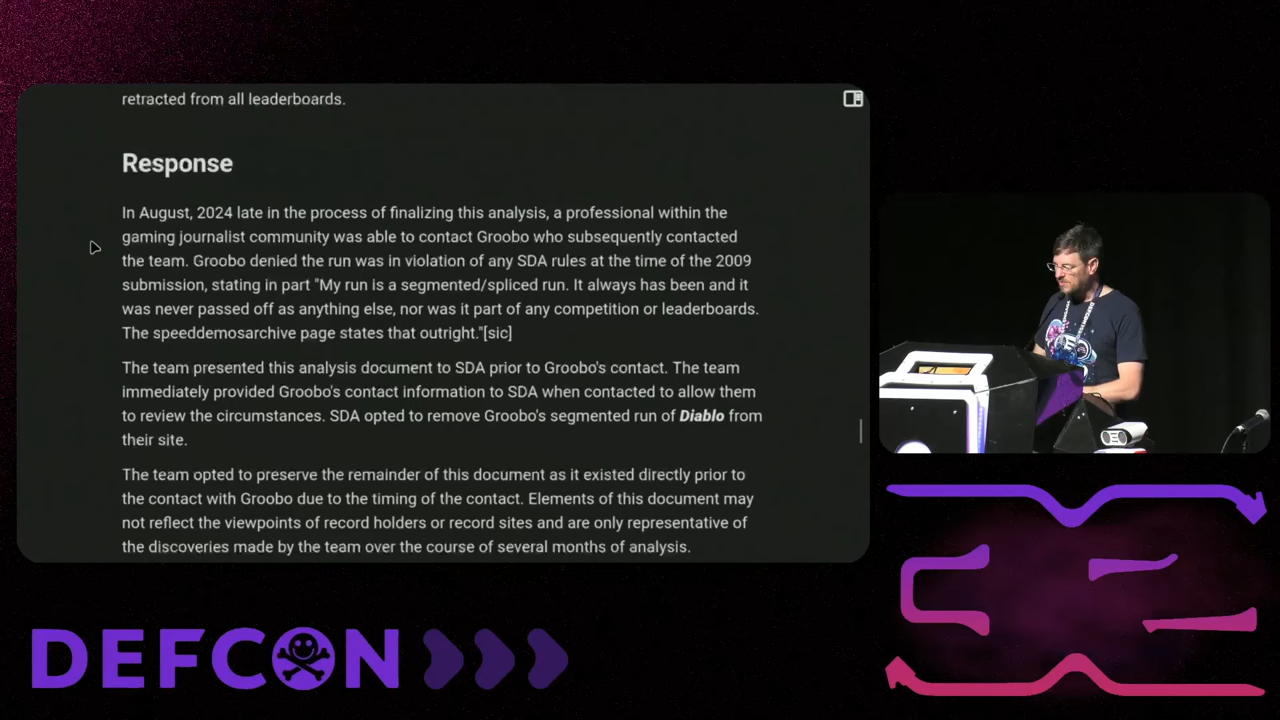 retracted from all leaderboards.
Response
In August, 2024 late in the process of finalizing this analysis, a professional within the
gaming journalist community was able to contact Groobo who subsequently contacted
the team. Groobo denied the run was in violation of any SDA rules at the time of the 2009
submission, stating in part "My run is a segmented/spliced run. It always has been and it
was never passed off as anything else, nor was it part of any competition or leaderboards.
The speeddemosarchive page states that outright."[sic]
The team presented this analysis document to SDA prior to Groobo's contact. The team
immediately provided Groobo's contact information to SDA when contacted to allow them
to review the circumstances. SDA opted to remove Groobo's segmented run of Diablo from
their site.
The team opted to preserve the remainder of this document as it existed directly prior to
the contact with Groobo due to the timing of the contact. Elements of this document may
not reflect the viewpoints of record holders or record sites and are only representative of
the discoveries made by the team over the course of several months of analysis.
DEFCON